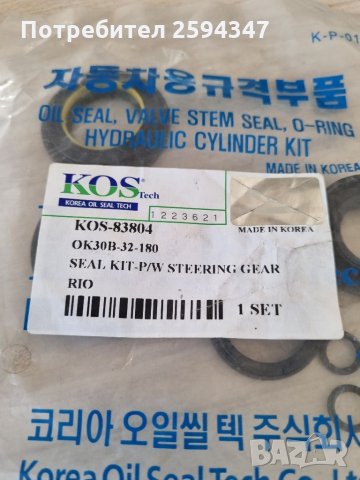 Потребител 2594347
K-P-01
자동차용규격부품
OIL SEAL, VALVE STEM SEAL, O-RING
HYDRAULIC CYLINDER KIT
MADE IN KOREA
KOS Tech
KOREA OIL SEAL TECH
1223621
MADE IN KOREA
KOS-83804
OK30B-32-180
SEAL KIT-P/W STEERING GEAR
RIO
1 SET
코리아 오일씰 텍 주식회사
Korea Oil Seal Tech Co.
bazar